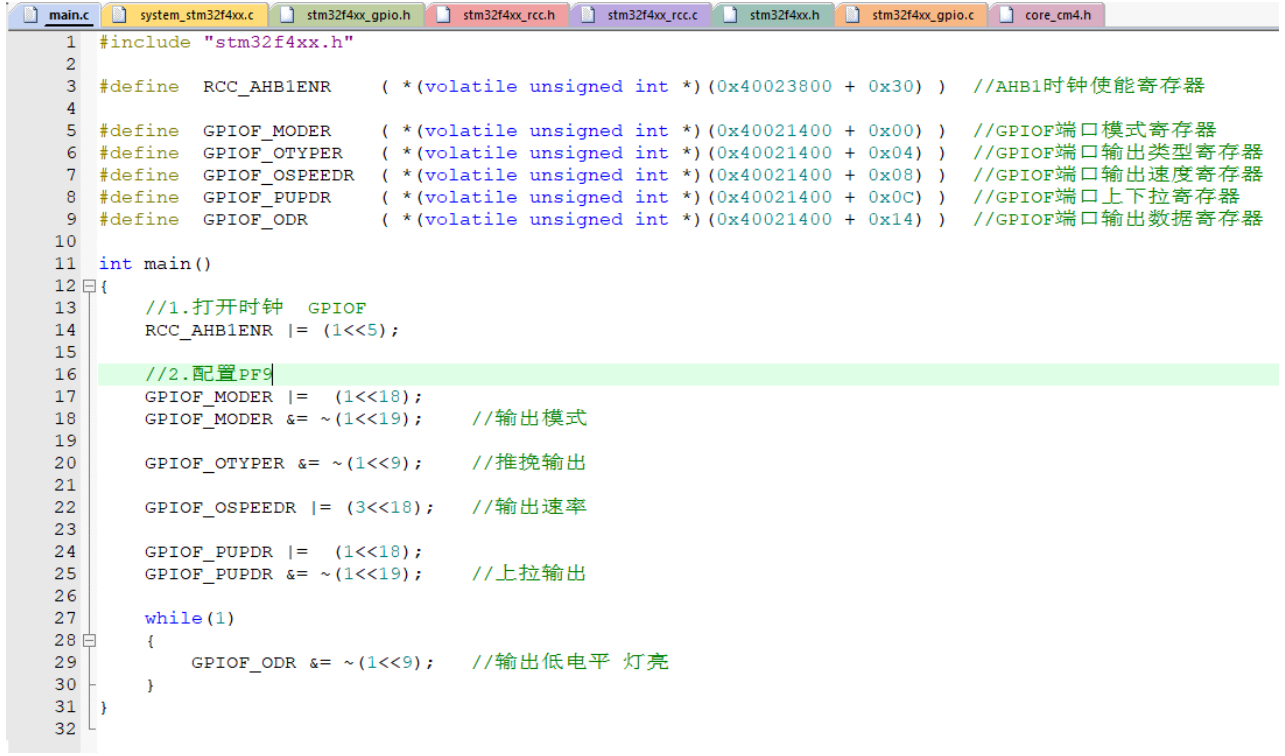 main.c system_stm32f4xx.c stm32f4xx_gpio.h stm32f4xx_rcc.h stm32f4xx_rcc.c stm32f4xx.h stm32f4xx_gpio.c core_cm4.h
1 #include "stm32f4xx.h"
2
3 #define RCC_AHB1ENR ( *(volatile unsigned int *)(0x40023800 + 0x30) ) //AHB1时钟使能寄存器
4
5 #define GPIOF_MODER ( *(volatile unsigned int *)(0x40021400 + 0x00) ) //GPIOF端口模式寄存器
6 #define GPIOF_OTYPER ( *(volatile unsigned int *)(0x40021400 + 0x04) ) //GPIOF端口输出类型寄存器
7 #define GPIOF_OSPEEDR ( *(volatile unsigned int *)(0x40021400 + 0x08) ) //GPIOF端口输出速度寄存器
8 #define GPIOF_PUPDR ( *(volatile unsigned int *)(0x40021400 + 0x0C) ) //GPIOF端口上下拉寄存器
9 #define GPIOF_ODR ( *(volatile unsigned int *)(0x40021400 + 0x14) ) //GPIOF端口输出数据寄存器
10
11 int main()
12 {
13 //1.打开时钟 GPIOF
14 RCC_AHB1ENR |= (1<<5);
15
16 //2.配置PF9
17 GPIOF_MODER |= (1<<18);
18 GPIOF_MODER &= ~(1<<19); //输出模式
19
20 GPIOF_OTYPER &= ~(1<<9); //推挽输出
21
22 GPIOF_OSPEEDR |= (3<<18); //输出速率
23
24 GPIOF_PUPDR |= (1<<18);
25 GPIOF_PUPDR &= ~(1<<19); //上拉输出
26
27 while(1)
28 {
29 GPIOF_ODR &= ~(1<<9); //输出低电平 灯亮
30 }
31 }
32